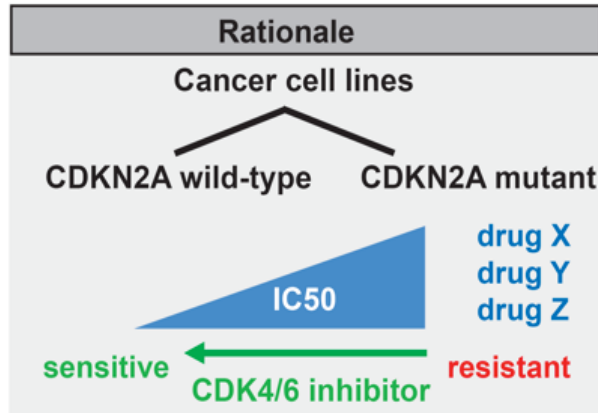 Rationale
Cancer cell lines
CDKN2A wild-type CDKN2A mutant
drug X
drug Y
IC50
drug Z
sensitive
resistant
CDK4/6 inhibitor